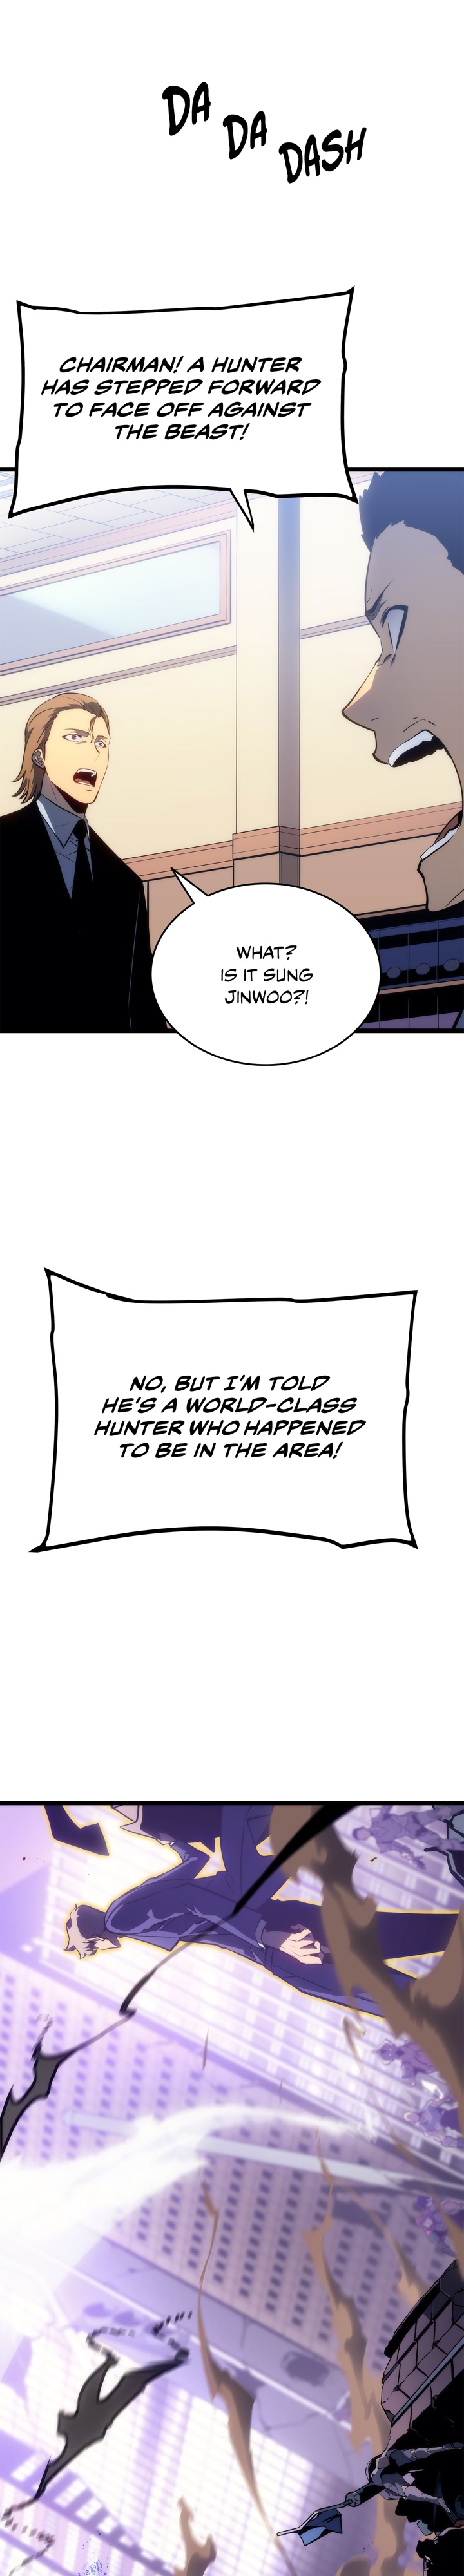 DA
DA
DASH
CHAIRMAN! A HUNTER
HAS STEPPED FORWARD
TO FACE OFF AGAINST
THE BEAST!
WHAT?
IS IT SUNG
JINWOO?!
NO, BUT I'M TOLD
HE'S A WORLD-CLASS
HUNTER WHO HAPPENED
TO BE IN THE AREA!